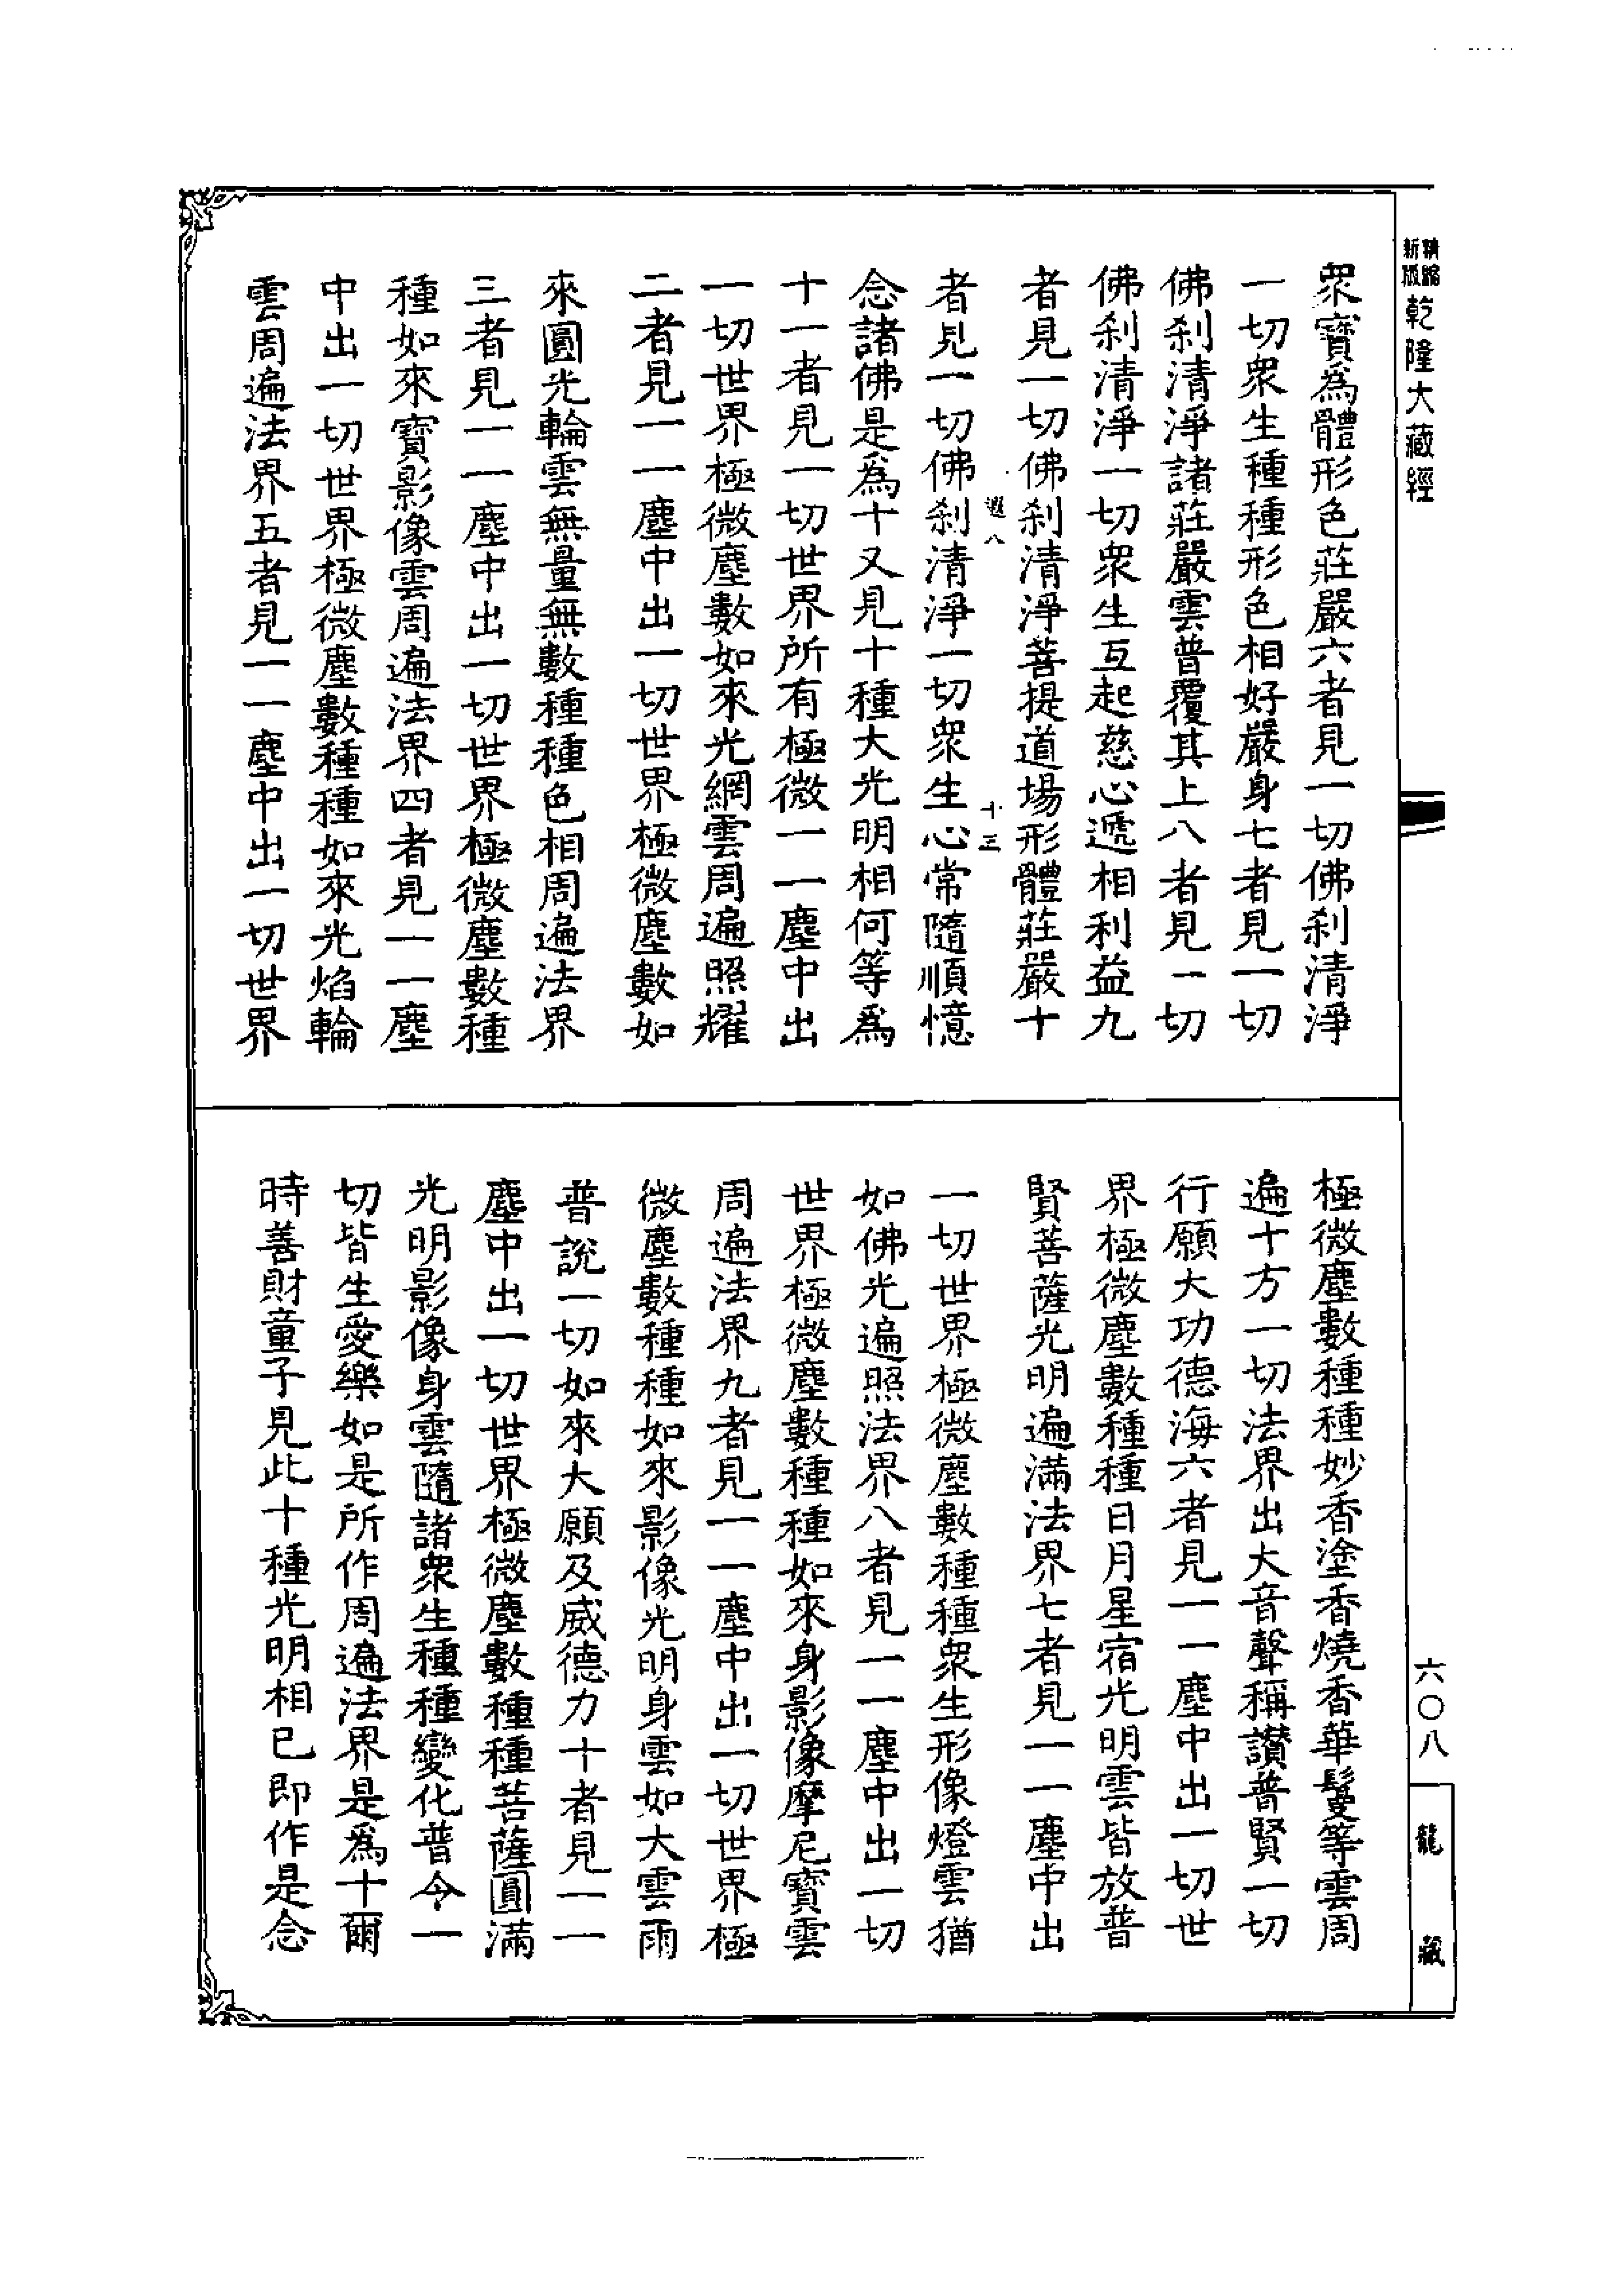 精縮
新版
乾隆大藏經
眾寶為體形色莊嚴六者見一切佛剎清淨
一切眾生種種形色相好嚴身七者見一切
佛剎清淨諸莊嚴雲普覆其上八者見一切
佛剎清淨一切眾生互起慈心遞相利益九
者見一切佛剎清淨菩提道場形體莊嚴十
遐八
十三
者見一切佛剎清淨一切眾生心常隨順憶
念諸佛是為十又見十種大光明相何等為
十一者見一切世界所有極微一一塵中出
一切世界極微塵數如來光網雲周遍照耀
二者見一一塵中出一切世界極微塵數如
來圓光輪雲無量無數種種色相周遍法界
三者見一一塵中出一切世界極微塵數種
種如來寶影像雲周遍法界四者見一一塵
中出一切世界極微塵數種種如來光焰輪
雲周遍法界五者見一一塵中出一切世界
極微塵數種種妙香塗香燒香華鬘等雲周
遍十方一切法界出大音聲稱讚普賢一切
行願大功德海六者見一一塵中出一切世
界極微塵數種種日月星宿光明雲皆放普
賢菩薩光明遍滿法界七者見一一塵中出
一切世界極微塵數種種眾生形像燈雲猶
如佛光遍照法界八者見一一塵中出一切
世界極微塵數種種如來身影像摩尼寶雲
周遍法界九者見一一塵中出一切世界極
微塵數種種如來影像光明身雲如大雲雨
普說一切如來大願及威德力十者見一一
塵中出一切世界極微塵數種種菩薩圓滿
光明影像身雲隨諸眾生種種變化普令一
切皆生愛樂如是所作周遍法界是為十爾
時善財童子見此十種光明相已即作是念
六〇八
龍藏